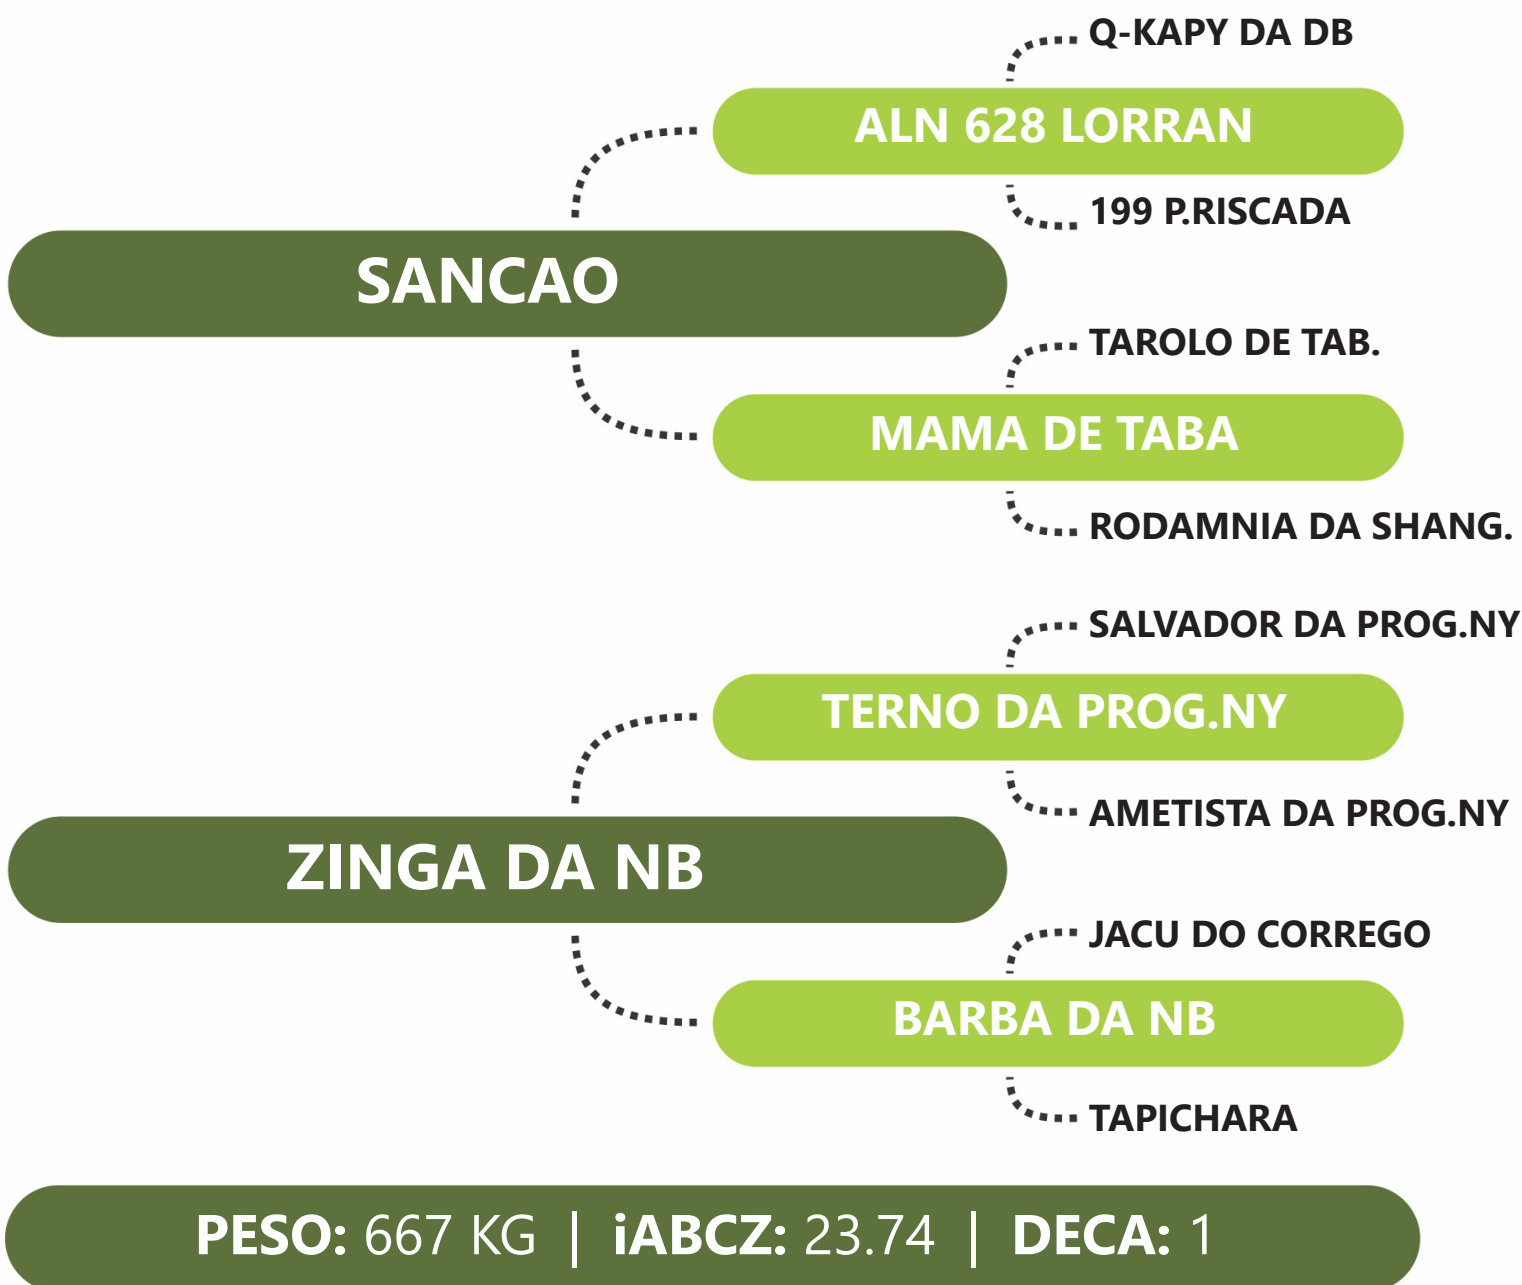 Q-KAPY DA DB
ALN 628 LORRAN
199 P.RISCADA
SANCAO
TAROLO DE TAB.
MAMA DE TABA
RODAMNIA DA SHANG.
SALVADOR DA PROG.NY
TERNO DA PROG.NY
AMETISTA DA PROG.NY
ZINGA DA NB
JACU DO CORREGO
BARBA DA NB
TAPICHARA
PESO: 667 KG | iABCZ: 23.74 | DECA: 1